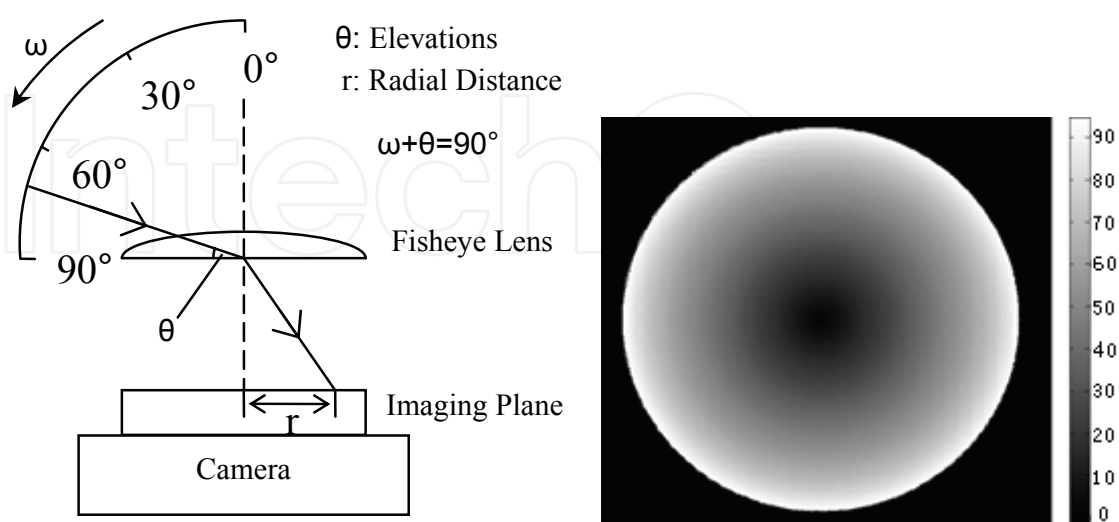 ω
0°
30°
60°
90°
θ: Elevations
r: Radial Distance
ω+θ=90°
Fisheye Lens
θ
Imaging Plane
r
Camera
Intech
90
80
70
60
50
40
30
20
10
0